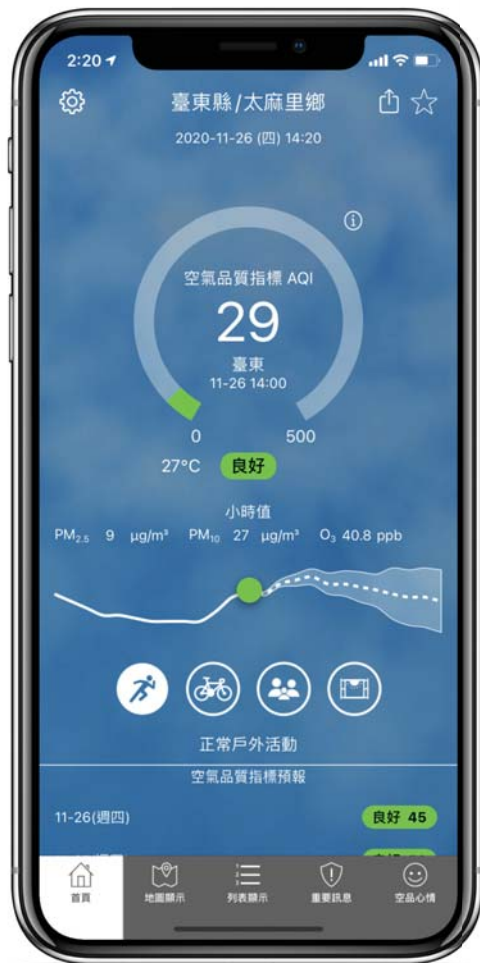 2:20
臺東縣/太麻里鄉
2020-11-26 (四) 14:20
空氣品質指標 AQI
29
臺東
11-26 14:00
0 500
27°C 良好
小時值
PM₂.₅ 9 μg/m³ PM₁₀ 27 μg/m³ O₃ 40.8 ppb
正常戶外活動
空氣品質指標預報
11-26(週四) 良好 45
首頁 地圖顯示 列表顯示 重要訊息 空品心情